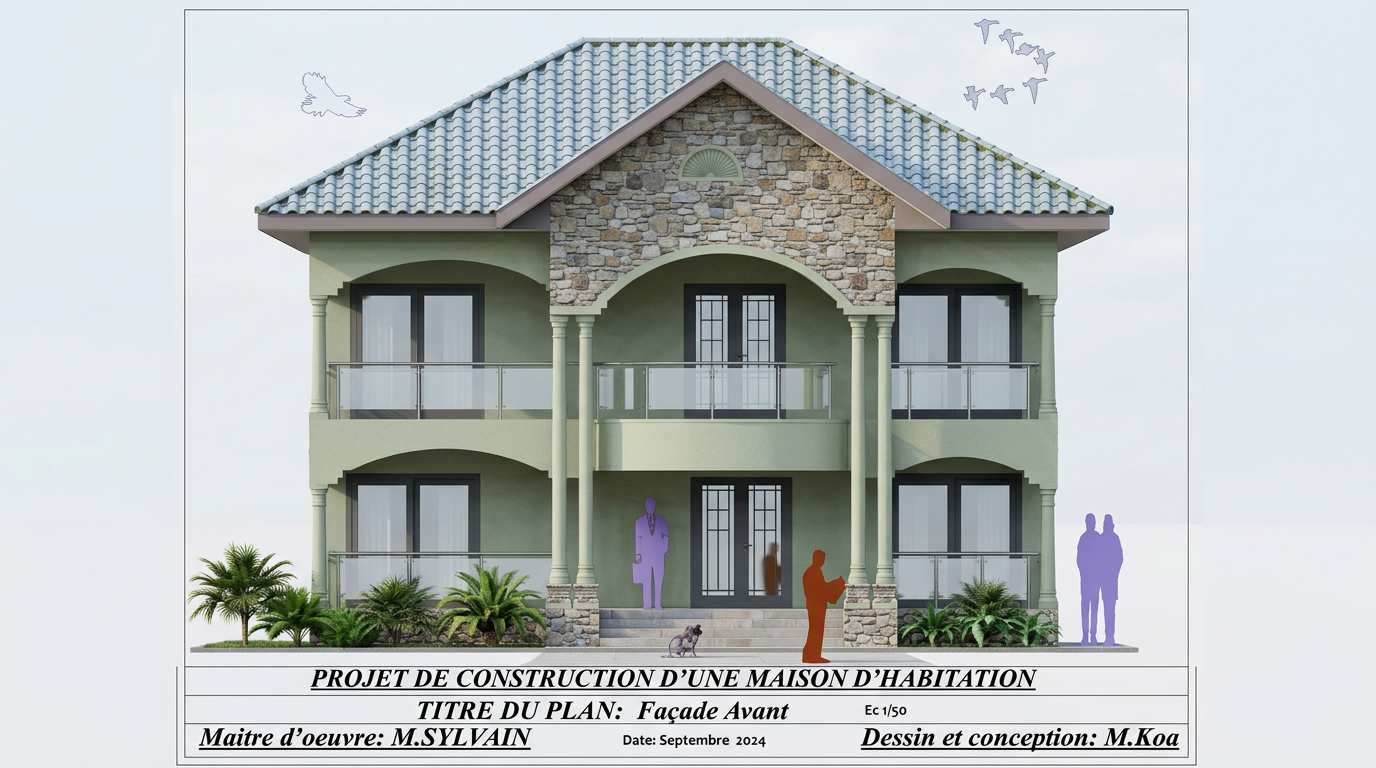 PROJET DE CONSTRUCTION D’UNE MAISON D’HABITATION
TITRE DU PLAN: Façade Avant Ec 1/50
Maitre d’oeuvre: M.SYLVAIN Date: Septembre 2024 Dessin et conception: M.Koa